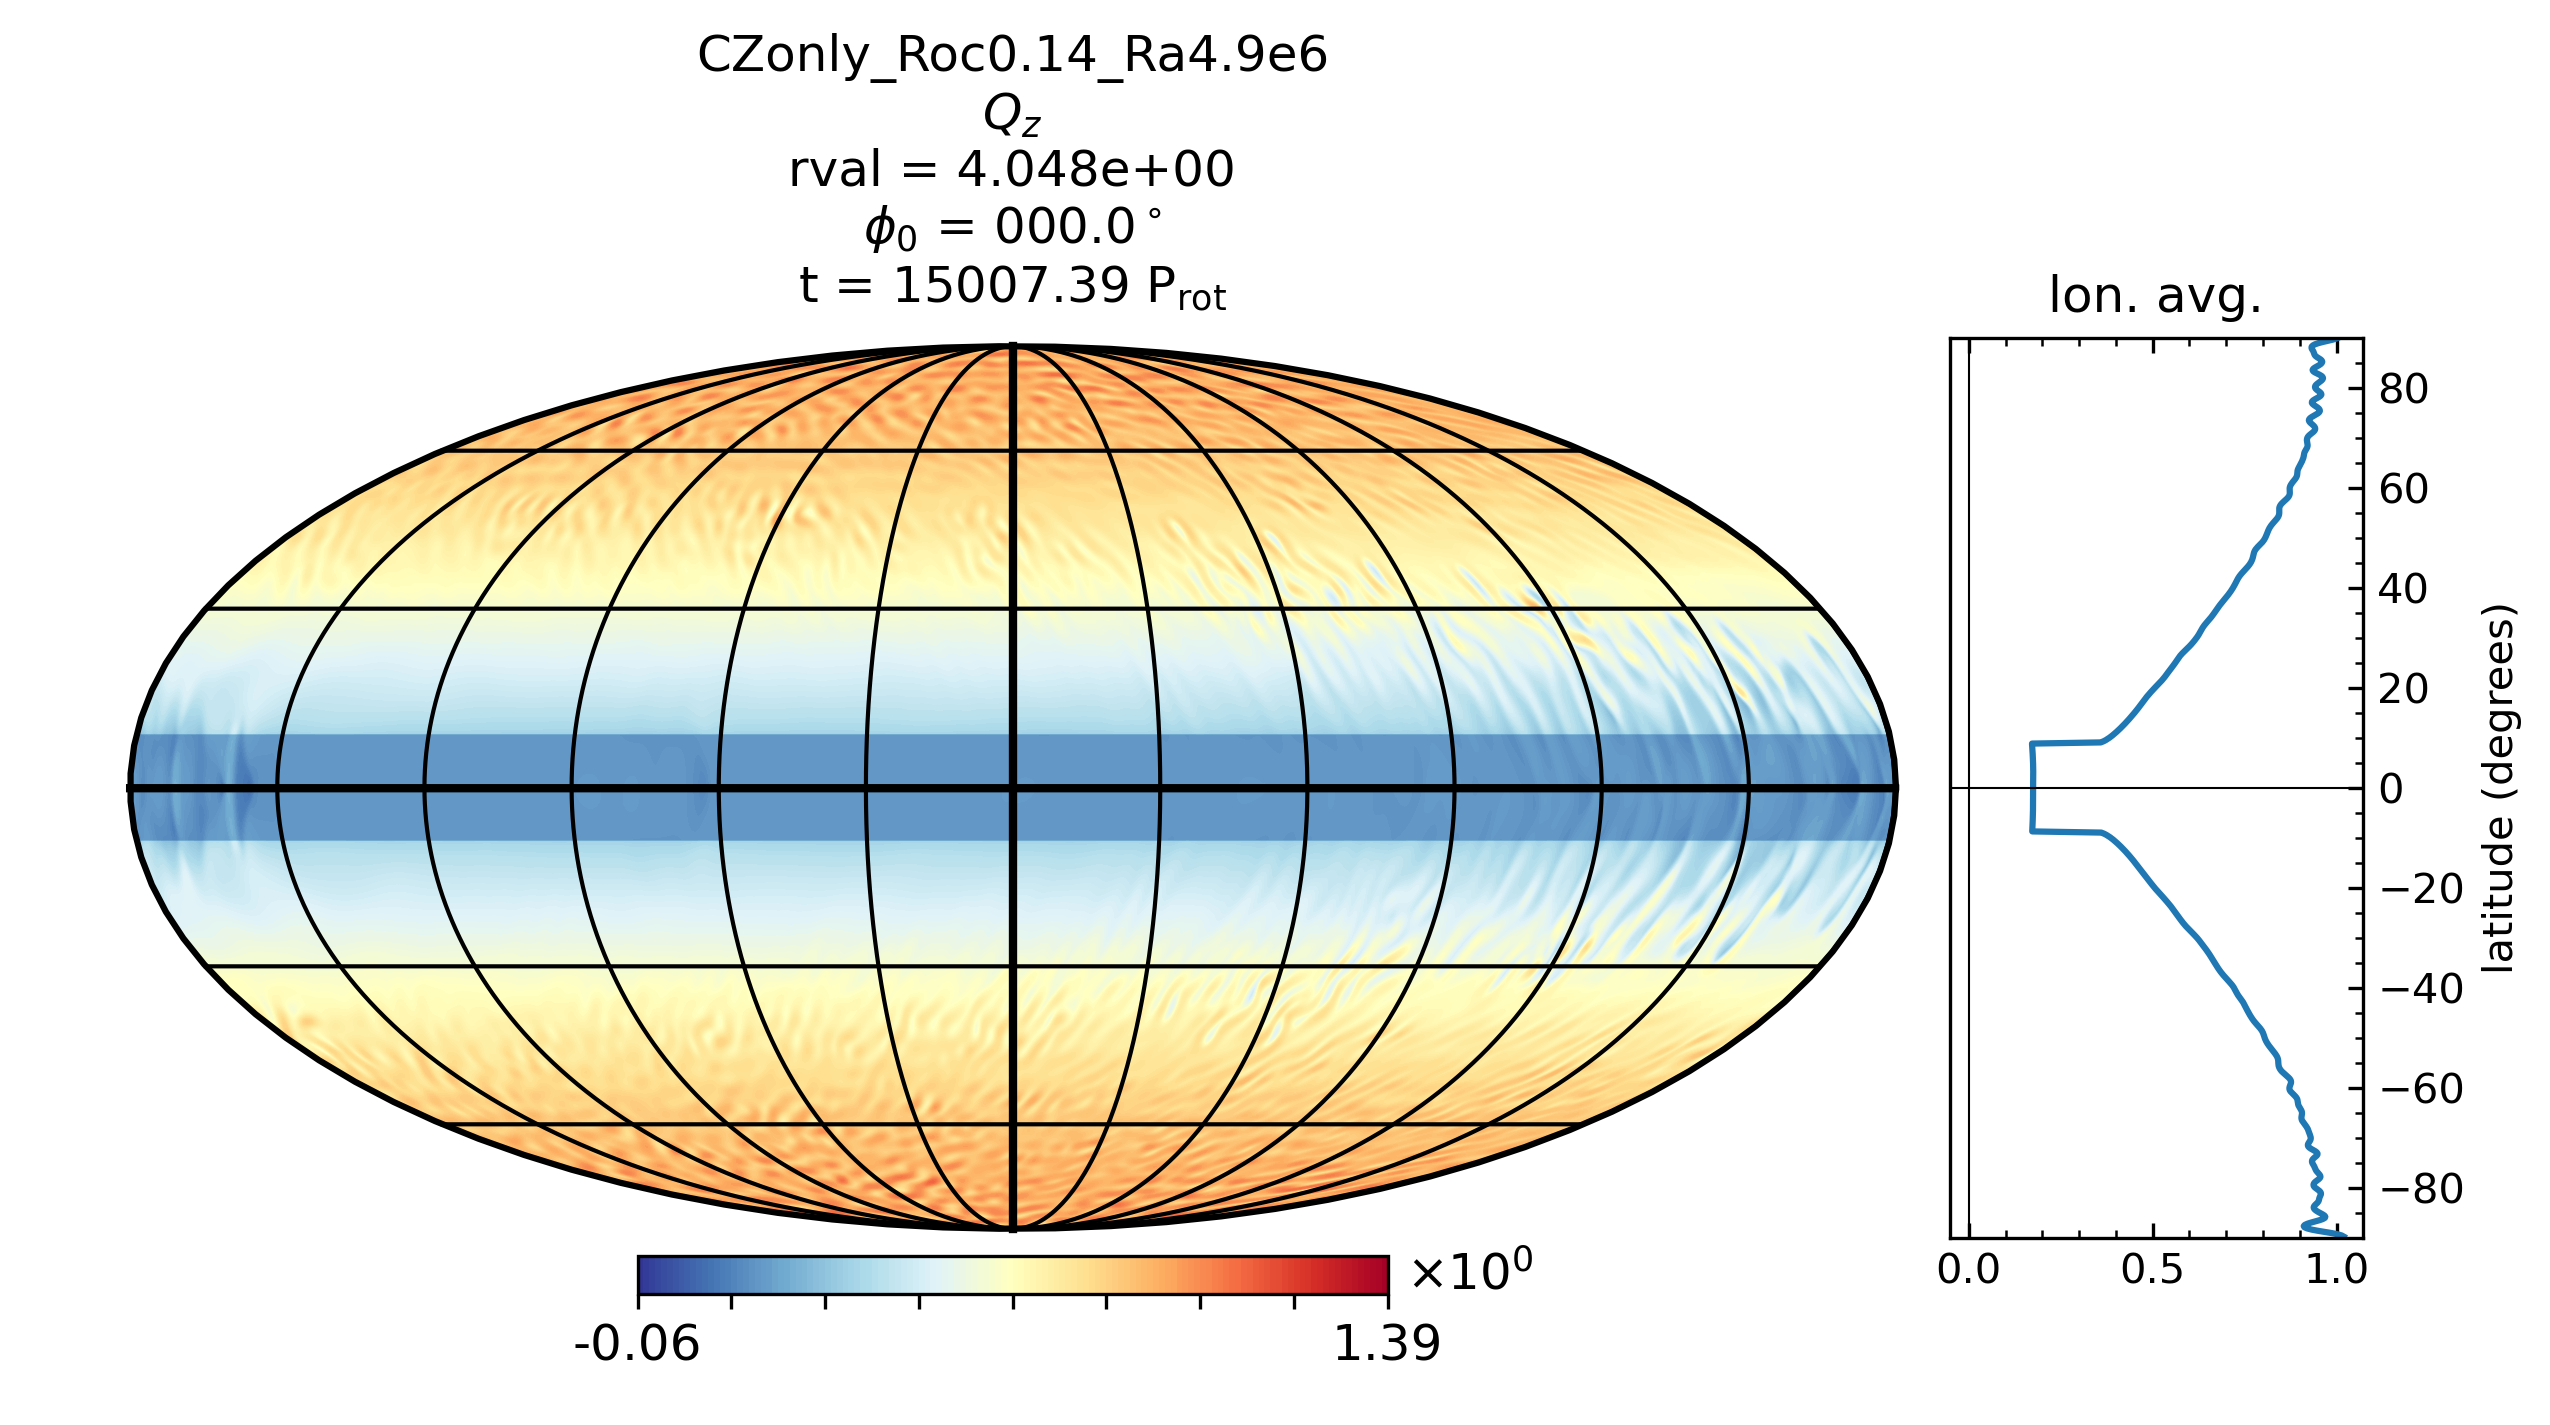 CZonly_Roc0.14_Ra4.9e6
Q_z
rval = 4.048e+00
ϕ_0 = 000.0°
t = 15007.39 P_rot
lon. avg.
80
60
40
20
0
−20
−40
−60
−80
latitude (degrees)
0.0 0.5 1.0
×10^0
-0.06 1.39